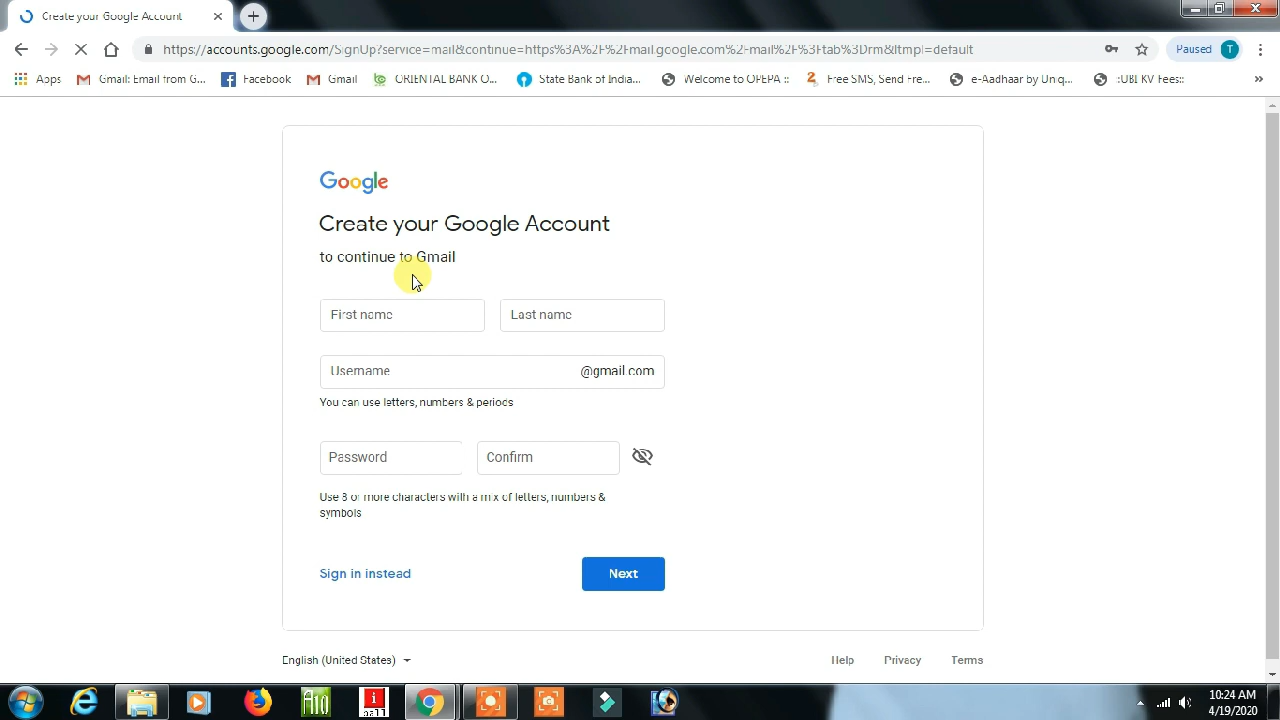 Create your Google Account
https://accounts.google.com/SignUp?service=mail&continue=https%3A%2F%2Fmail.google.com%2Fmail%2F%3Ftab%3Drm&ltmpl=default
Paused T
Apps Gmail: Email from G... Facebook Gmail ORIENTAL BANK O... State Bank of India... Welcome to OPEPA :: Free SMS, Send Fre... e-Aadhaar by Uniq... ::UBI KV Fees:: »
Google
Create your Google Account
to continue to Gmail
First name Last name
Username @gmail.com
You can use letters, numbers & periods
Password Confirm
Use 8 or more characters with a mix of letters, numbers &
symbols
Sign in instead Next
English (United States) Help Privacy Terms
10:24 AM
4/19/2020